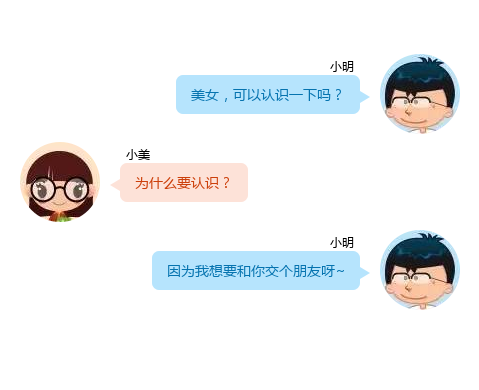 小明
美女，可以认识一下吗？
小美
为什么要认识？
小明
因为我想要和你交个朋友呀~